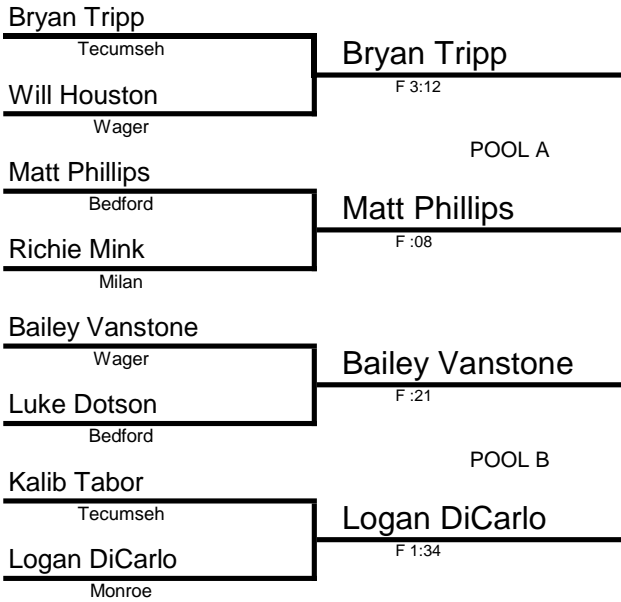 Bryan Tripp
Tecumseh
Bryan Tripp
F 3:12
Will Houston
Wager
POOL A
Matt Phillips
Bedford
Matt Phillips
F :08
Richie Mink
Milan
Bailey Vanstone
Wager
Bailey Vanstone
F :21
Luke Dotson
Bedford
POOL B
Kalib Tabor
Tecumseh
Logan DiCarlo
F 1:34
Logan DiCarlo
Monroe